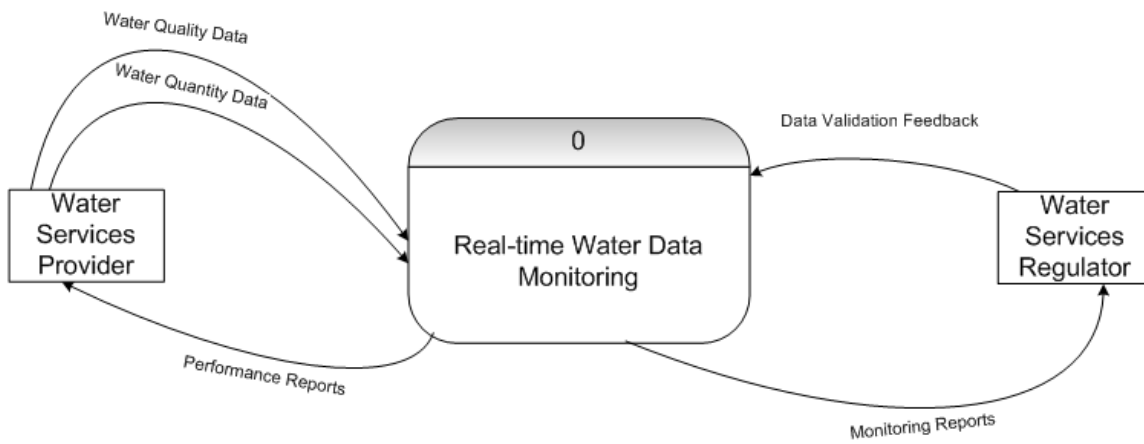 Water Quality Data
Water Quantity Data
0
Data Validation Feedback
Water
Services
Provider
Real-time Water Data
Monitoring
Water
Services
Regulator
Performance Reports
Monitoring Reports